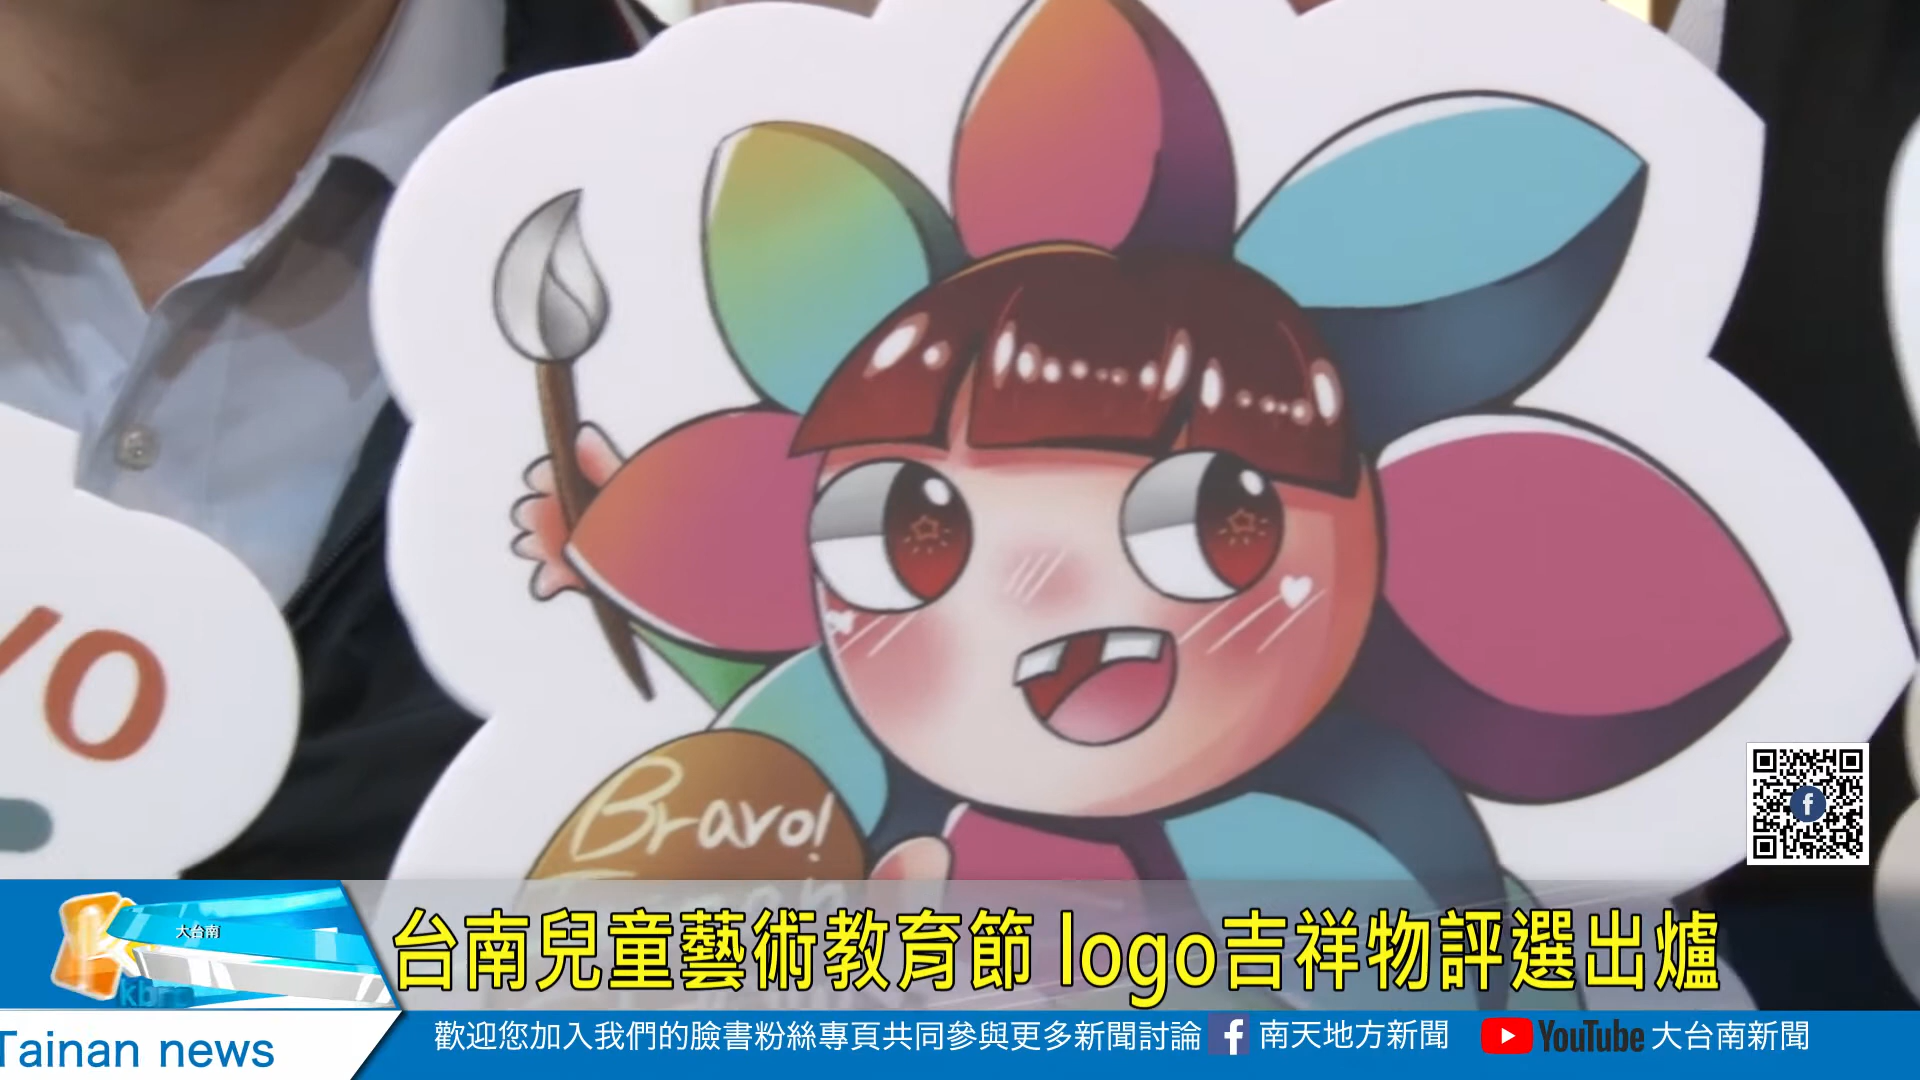 vo
Bravo!
大台南
kbro
台南兒童藝術教育節 logo吉祥物評選出爐
Tainan news
歡迎您加入我們的臉書粉絲專頁共同參與更多新聞討論 f 南天地方新聞 YouTube 大台南新聞